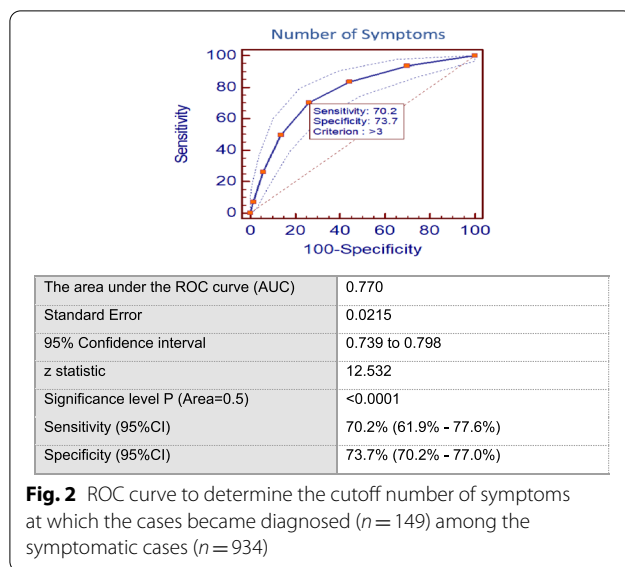 Number of Symptoms
100
80
60
40
20
0
Sensitivity
Sensitivity: 70.2
Specificity: 73.7
Criterion : >3
0 20 40 60 80 100
100-Specificity
The area under the ROC curve (AUC) 0.770
Standard Error 0.0215
95% Confidence interval 0.739 to 0.798
z statistic 12.532
Significance level P (Area=0.5) <0.0001
Sensitivity (95%CI) 70.2% (61.9% - 77.6%)
Specificity (95%CI) 73.7% (70.2% - 77.0%)
Fig. 2 ROC curve to determine the cutoff number of symptoms
at which the cases became diagnosed (n = 149) among the
symptomatic cases (n = 934)